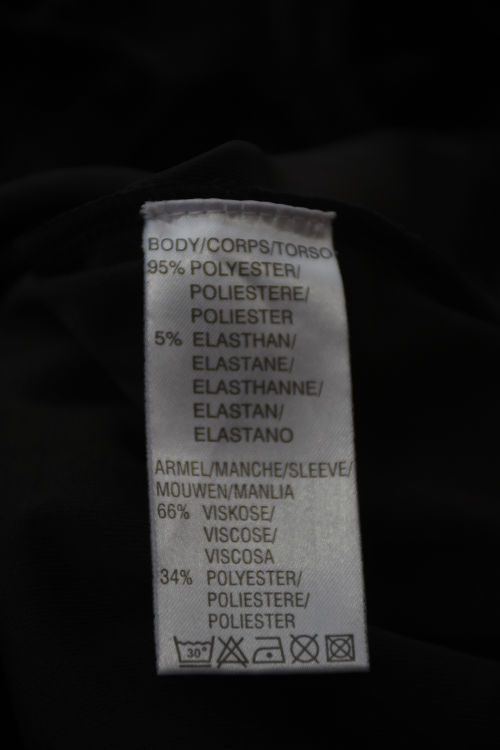 BODY/CORPS/TORSO
95% POLYESTER/
POLIESTERE/
POLIESTER
5% ELASTHAN/
ELASTANE/
ELASTHANNE/
ELASTAN/
ELASTANO
ARMEL/MANCHE/SLEEVE/
MOUWEN/MANLIA
66% VISKOSE/
VISCOSE/
VISCOSA
34% POLYESTER/
POLIESTERE/
POLIESTER
30°